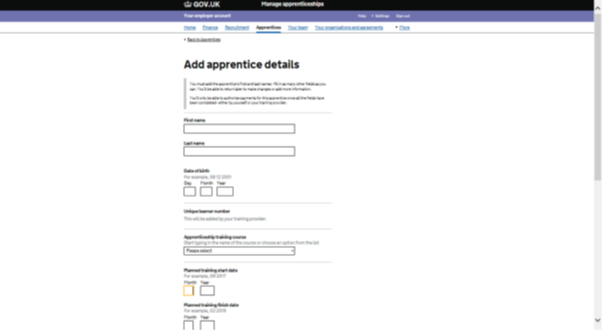 GOV.UK Manage apprenticeships
Your employer account Help Settings Sign out
Home Finance Recruitment Apprentices Your team Your organisations and agreements More
Back to Apprentices
Add apprentice details
You must add the apprentice's first and last names. Fill in as many other fields as you
can. You'll be able to return later to make changes or add more information.
You'll only be able to authorise payments for this apprentice once all the fields have
been completed - either by yourself or your training provider.
First name
Last name
Date of birth
For example, 08 12 2001
Day Month Year
Unique learner number
This will be added by your training provider.
Apprenticeship training course
Start typing in the name of the course or choose an option from the list
Please select
Planned training start date
For example, 09 2017
Month Year
Planned training finish date
For example, 02 2019
Month Year